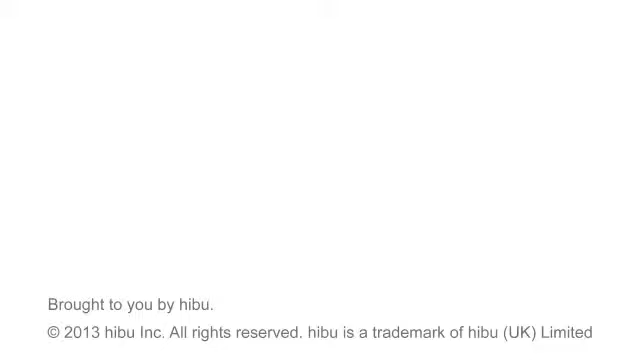 Brought to you by hibu.
© 2013 hibu Inc. All rights reserved. hibu is a trademark of hibu (UK) Limited